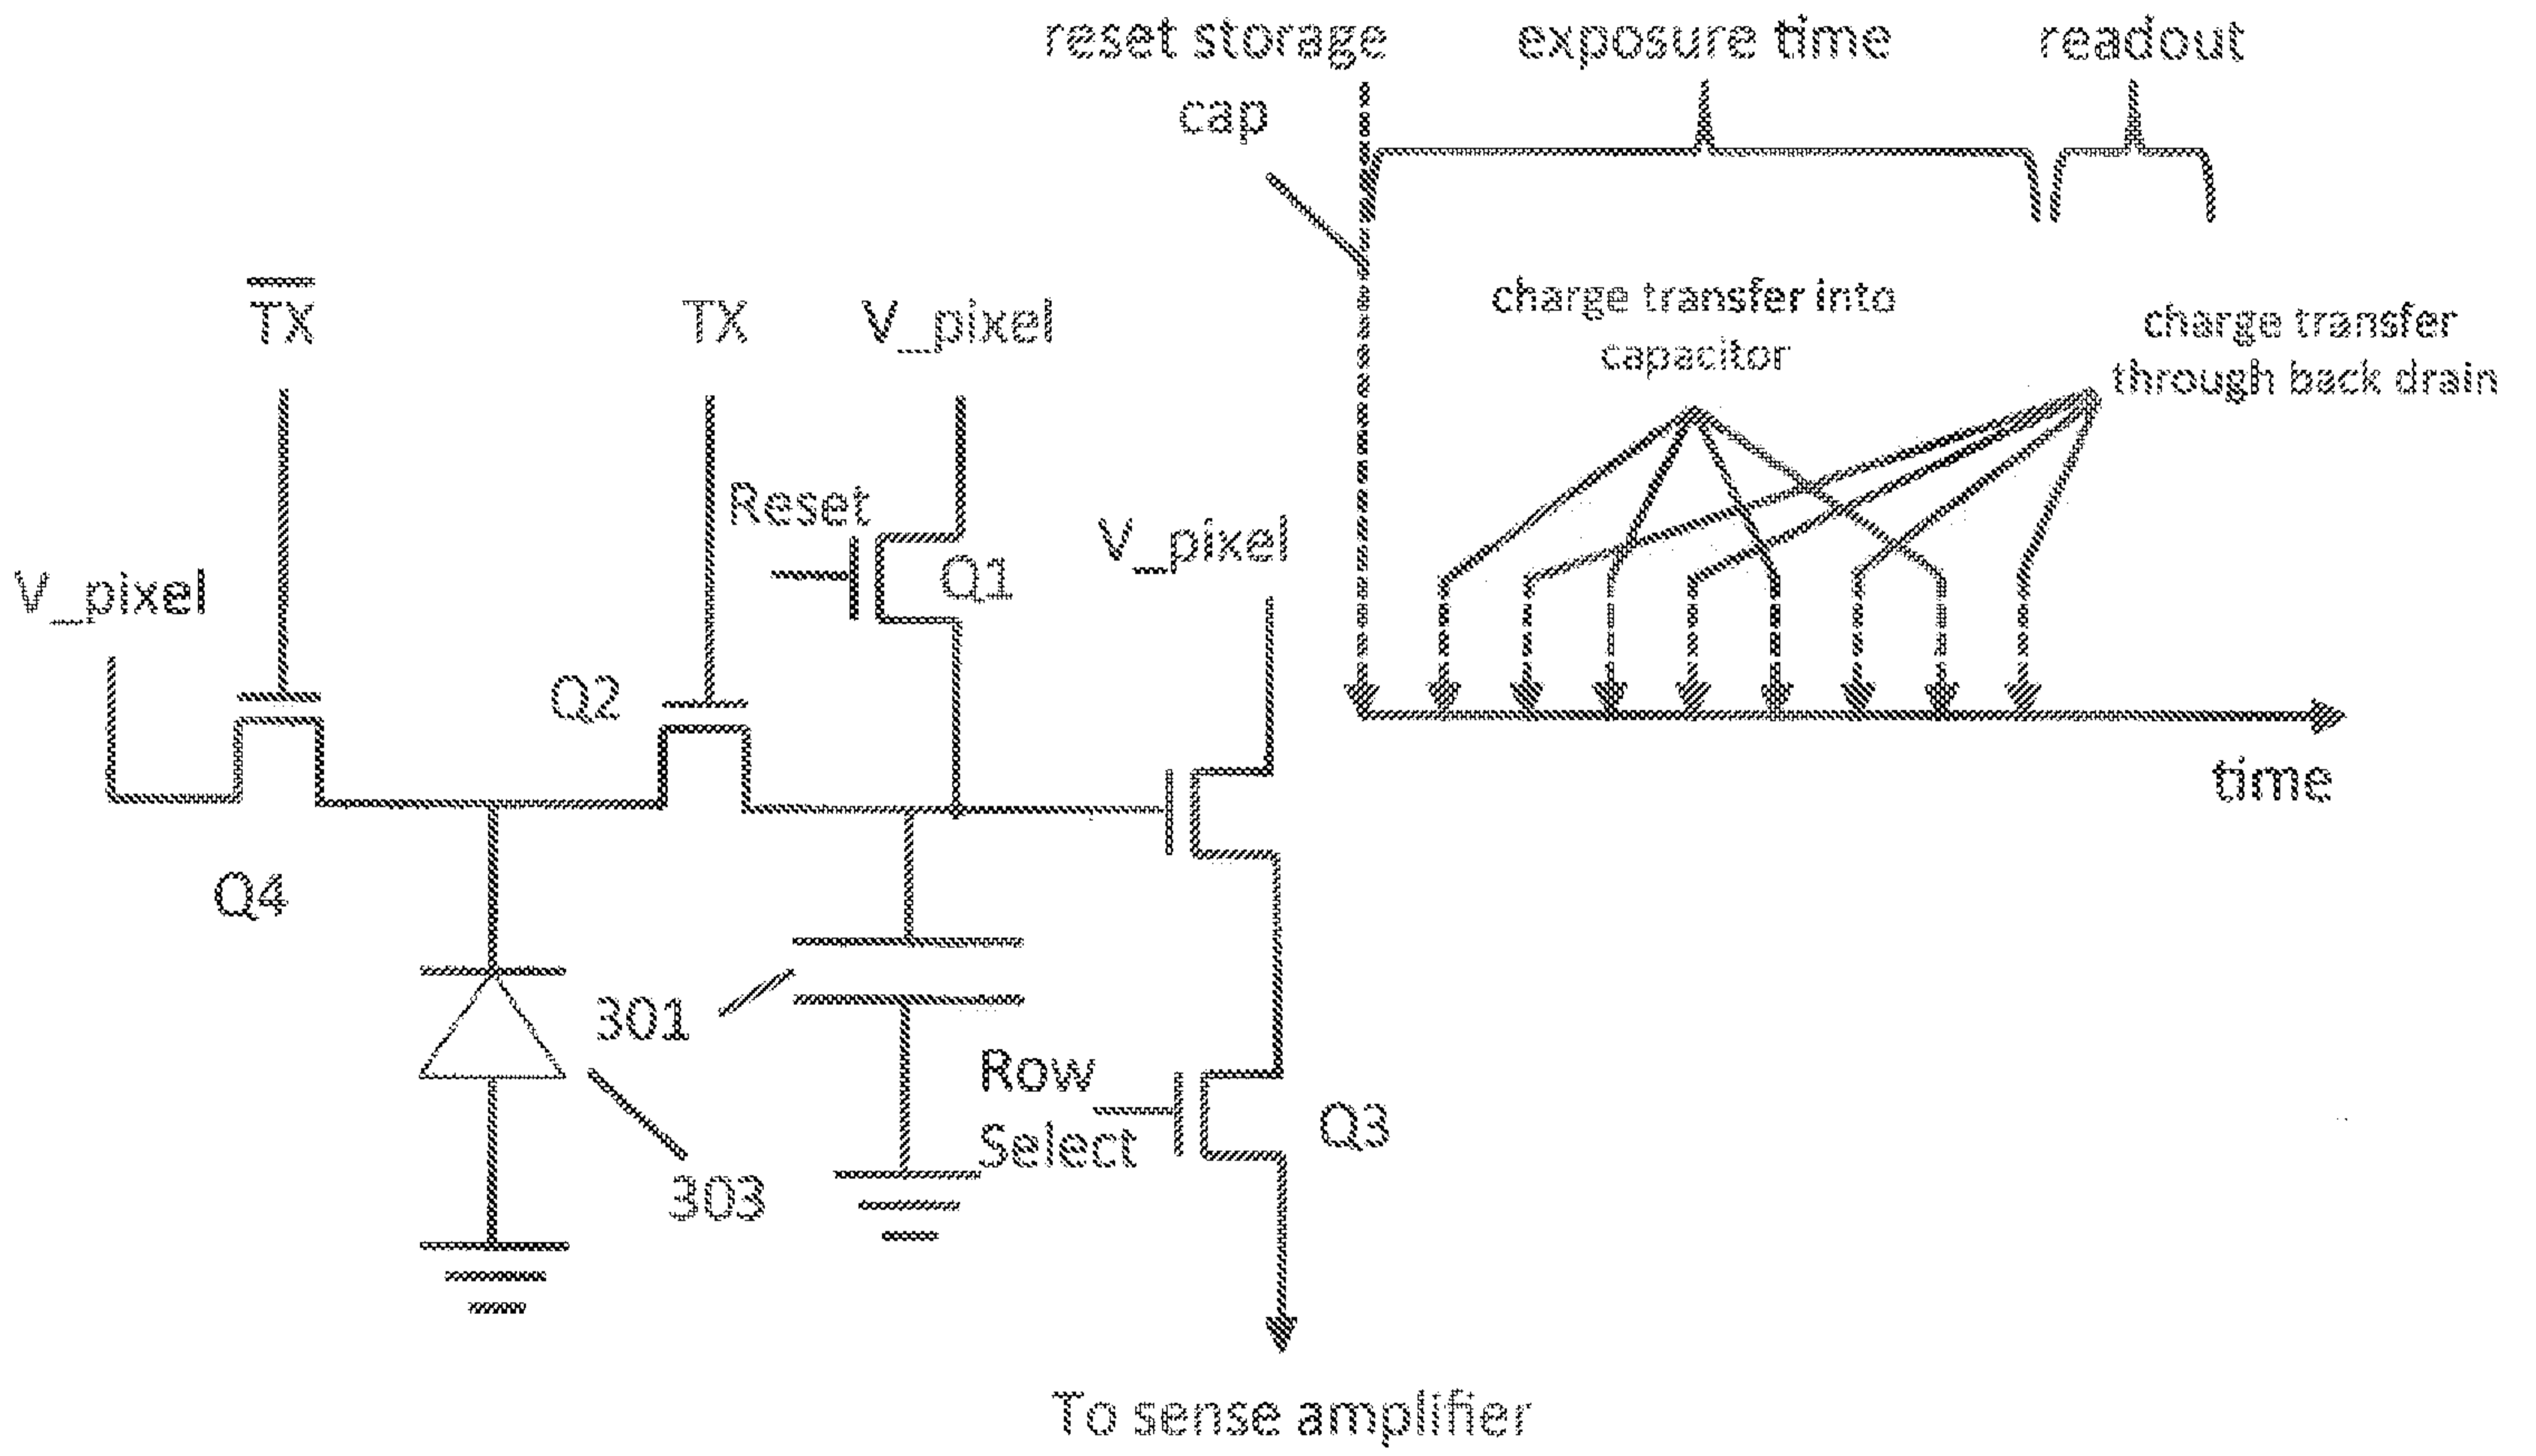 reset storage
cap
exposure time
readout
charge transfer into
capacitor
charge transfer
through back drain
time
T̅X̅
TX
V_pixel
Reset
Q1
V_pixel
V_pixel
Q2
Q4
301
303
Row
Select
Q3
To sense amplifier